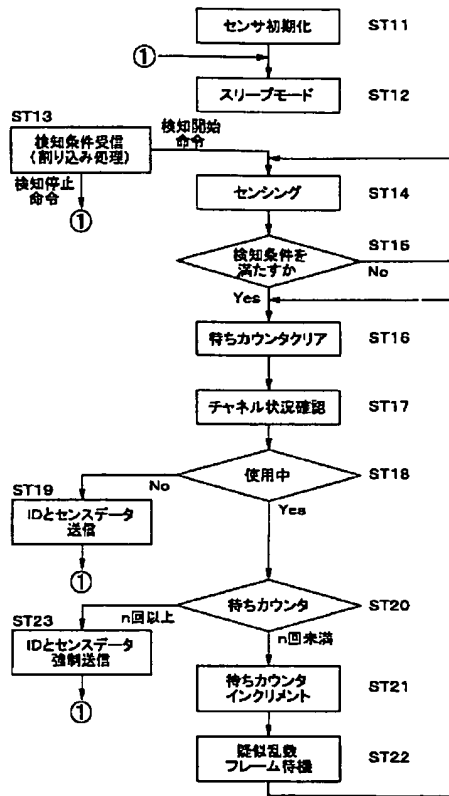 センサ初期化
ST11
①
スリープモード
ST12
ST13
検知条件受信
(割り込み処理)
検知開始
命令
検知停止
命令
①
センシング
ST14
検知条件を
満たすか
ST15
No
Yes
待ちカウンタクリア
ST16
チャネル状況確認
ST17
使用中
ST18
No
Yes
ST19
IDとセンスデータ
送信
①
待ちカウンタ
ST20
n回以上
n回未満
ST23
IDとセンスデータ
強制送信
①
待ちカウンタ
インクリメント
ST21
疑似乱数
フレーム待機
ST22